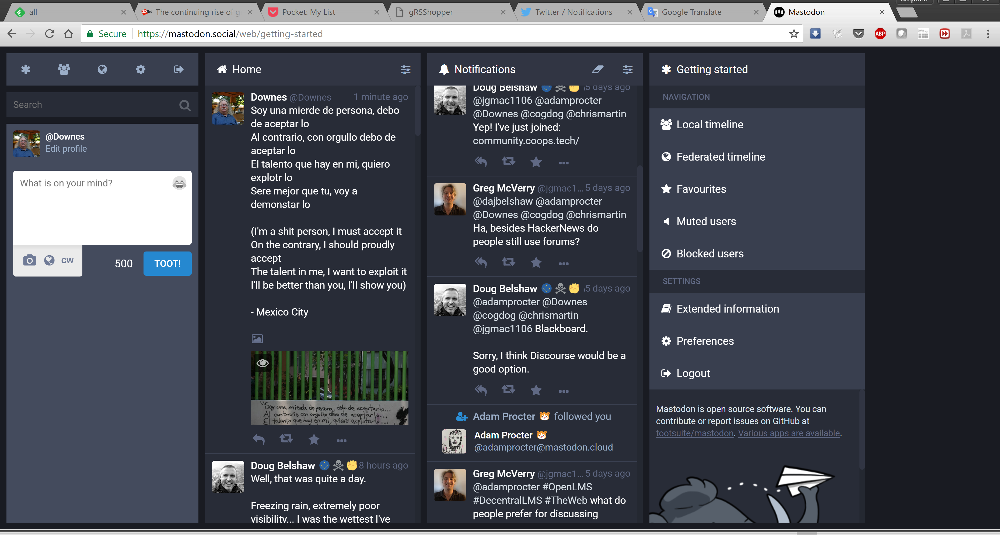 Stephen
all
The continuing rise of g
Pocket: My List
gRSShopper
Twitter / Notifications
Google Translate
Mastodon
Secure
https://mastodon.social/web/getting-started
ABP
Search
@Downes
Edit profile
What is on your mind?
CW
500
TOOT!
Home
Downes @Downes 1 minute ago
Soy una mierde de persona, debo
de aceptar lo
Al contrario, con orgullo debo de
aceptar lo
El talento que hay en mi, quiero
explotr lo
Sere mejor que tu, voy a
demonstar lo
(I'm a shit person, I must accept it
On the contrary, I should proudly
accept
The talent in me, I want to exploit it
I'll be better than you, I'll show you)
- Mexico City
"Soy una mierda de persona, debo de aceptarlo...
Al contrario, con orgullo debo de aceptarlo...
El talento que hay en mi, quiero explotarlo...
Doug Belshaw 8 hours ago
Well, that was quite a day.
Freezing rain, extremely poor
visibility... I was the wettest I've
Notifications
Doug Belshaw 5 days ago
@jgmac1106 @adamprocter
@Downes @cogdog @chrismartin
Yep! I've just joined:
community.coops.tech/
Greg McVerry @jgmac1... 5 days ago
@dajbelshaw @adamprocter
@Downes @cogdog @chrismartin
Ha, besides HackerNews do
people still use forums?
Doug Belshaw 5 days ago
@adamprocter @Downes
@cogdog @chrismartin
@jgmac1106 Blackboard.
Sorry, I think Discourse would be a
good option.
Adam Procter followed you
Adam Procter
@adamprocter@mastodon.cloud
Greg McVerry @jgmac1... 5 days ago
@adamprocter #OpenLMS
#DecentralLMS #TheWeb what do
people prefer for discussing
Getting started
NAVIGATION
Local timeline
Federated timeline
Favourites
Muted users
Blocked users
SETTINGS
Extended information
Preferences
Logout
Mastodon is open source software. You can
contribute or report issues on GitHub at
tootsuite/mastodon. Various apps are available.